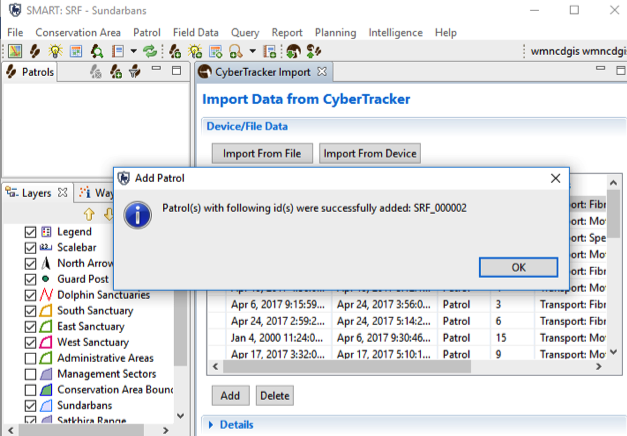 SMART: SRF - Sundarbans
File Conservation Area Patrol Field Data Query Report Planning Intelligence Help
wmncdgis wmncdgis
Patrols
CyberTracker Import
Import Data from CyberTracker
Device/File Data
Import From File Import From Device
Add Patrol
Patrol(s) with following id(s) were successfully added: SRF_000002
OK
Layers
Way
Legend
Scalebar
North Arrow
Guard Post
Dolphin Sanctuaries
South Sanctuary
East Sanctuary
West Sanctuary
Administrative Areas
Management Sectors
Conservation Area Bound
Sundarbans
Satkhira Range
ort: Fibr
ort: Mo
ort: Spe
ort: Mo
ort: Fibr
ort: Mo
Apr 6, 2017 9:15:59... Apr 24, 2017 3:56:0... Patrol 3 Transport: Fibr
Apr 24, 2017 2:59:2... Apr 24, 2017 5:14:2... Patrol 6 Transport: Fibr
Jan 4, 2000 11:24:0... Apr 6, 2017 9:30:46... Patrol 15 Transport: Mo
Apr 17, 2017 3:32:0... Apr 17, 2017 5:10:1... Patrol 9 Transport: Mo
Add Delete
Details